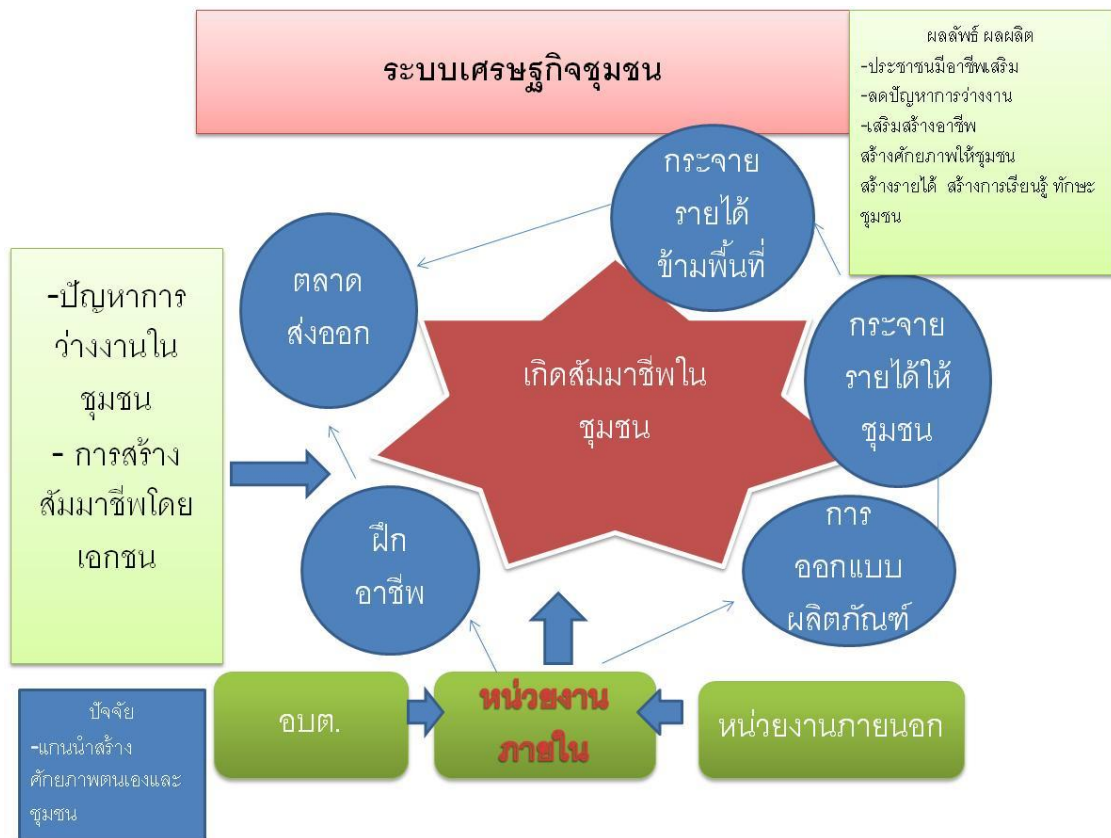 ระบบเศรษฐกิจชุมชน
ผลลัพธ์ ผลผลิต
-ประชาชนมีอาชีพเสริม
-ลดปัญหาการว่างงาน
-เสริมสร้างอาชีพ
สร้างศักยภาพให้ชุมชน
สร้างรายได้ สร้างการเรียนรู้ ทักษะ
ชุมชน
กระจาย
รายได้
ข้ามพื้นที่
ตลาด
ส่งออก
กระจาย
รายได้ให้
ชุมชน
เกิดสัมมาชีพใน
ชุมชน
-ปัญหาการ
ว่างงานใน
ชุมชน
- การสร้าง
สัมมาชีพโดย
เอกชน
ฝึก
อาชีพ
การ
ออกแบบ
ผลิตภัณฑ์
ปัจจัย
-แกนนำสร้าง
ศักยภาพตนเองและ
ชุมชน
อบต.
หน่วยงาน
ภายใน
หน่วยงานภายนอก